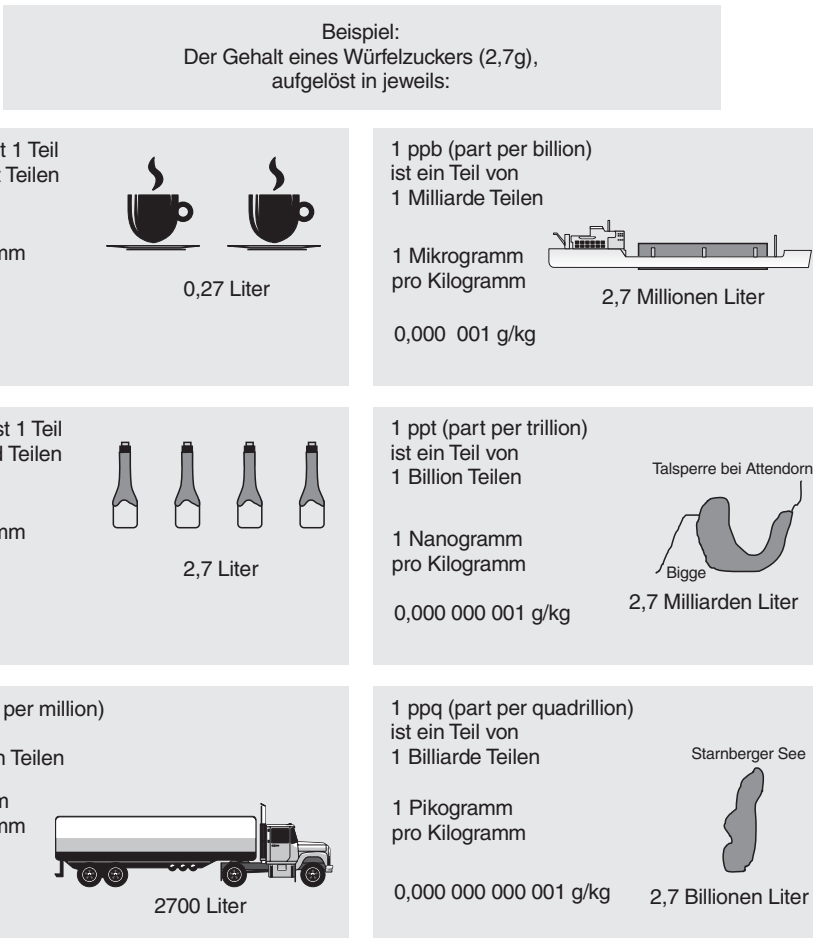 Beispiel:
Der Gehalt eines Würfelzuckers (2,7g),
aufgelöst in jeweils:
t 1 Teil
t Teilen
mm
0,27 Liter
1 ppb (part per billion)
ist ein Teil von
1 Milliarde Teilen
1 Mikrogramm
pro Kilogramm
2,7 Millionen Liter
0,000 001 g/kg
st 1 Teil
d Teilen
mm
2,7 Liter
1 ppt (part per trillion)
ist ein Teil von
1 Billion Teilen
Talsperre bei Attendorn
1 Nanogramm
pro Kilogramm
Bigge
2,7 Milliarden Liter
0,000 000 001 g/kg
per million)
n Teilen
m
mm
2700 Liter
1 ppq (part per quadrillion)
ist ein Teil von
1 Billiarde Teilen
Starnberger See
1 Pikogramm
pro Kilogramm
0,000 000 000 001 g/kg
2,7 Billionen Liter